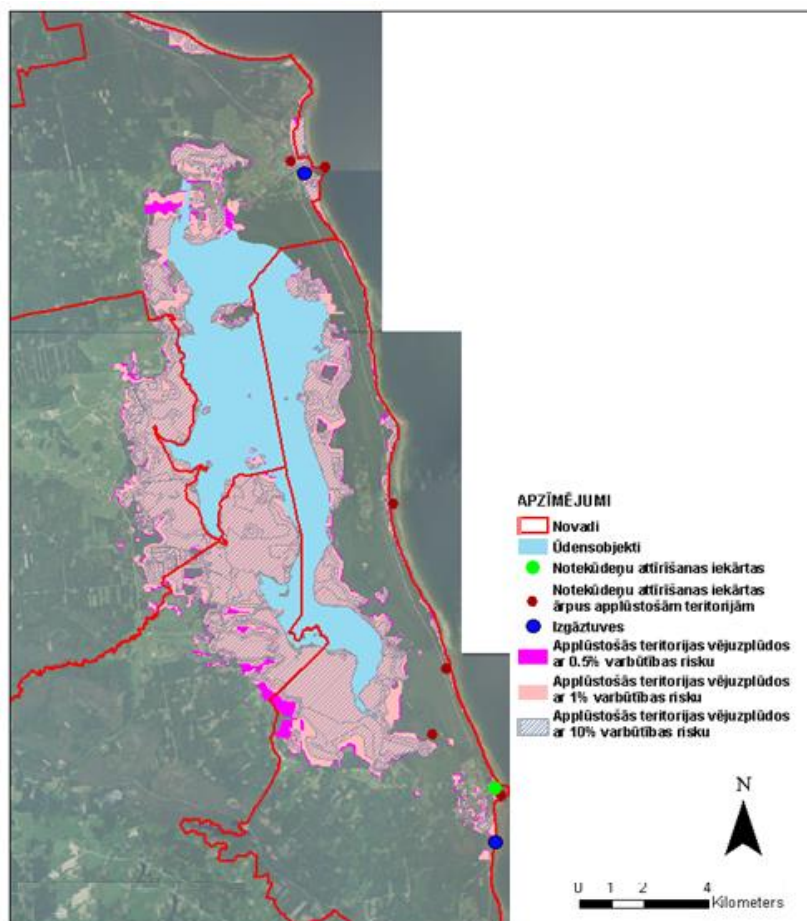 APZĪMĒJUMI
Novadi
Ūdensobjekti
Notekūdeņu attīrīšanas iekārtas
Notekūdeņu attīrīšanas iekārtas
ārpus applūstošām teritorijām
Izgāztuves
Applūstošās teritorijas vējuzplūdos
ar 0.5% varbūtības risku
Applūstošās teritorijas vējuzplūdos
ar 1% varbūtības risku
Applūstošās teritorijas vējuzplūdos
ar 10% varbūtības risku
N
0 1 2 4
Kilometers